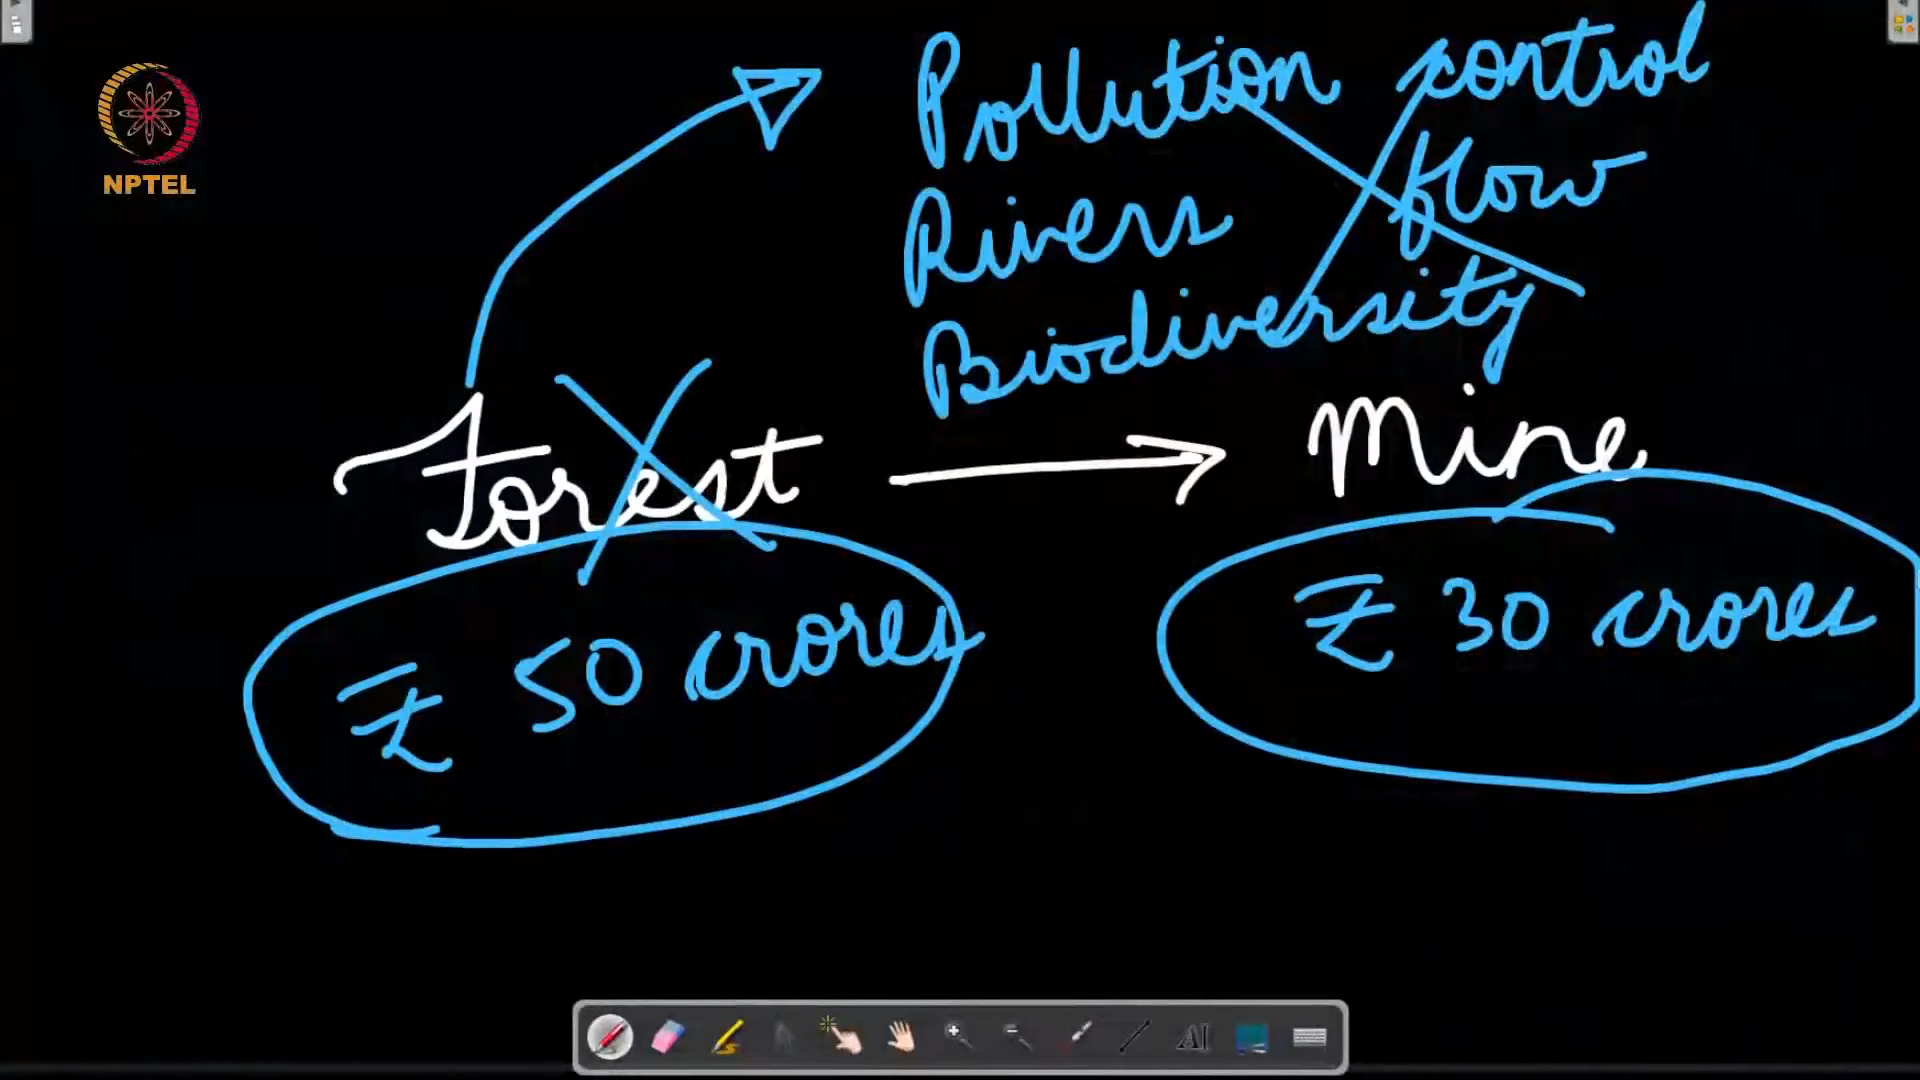 NPTEL
Pollution control
Rivers flow
Biodiversity
Forest → Mine
₹ 50 crores
₹ 30 crores
AI